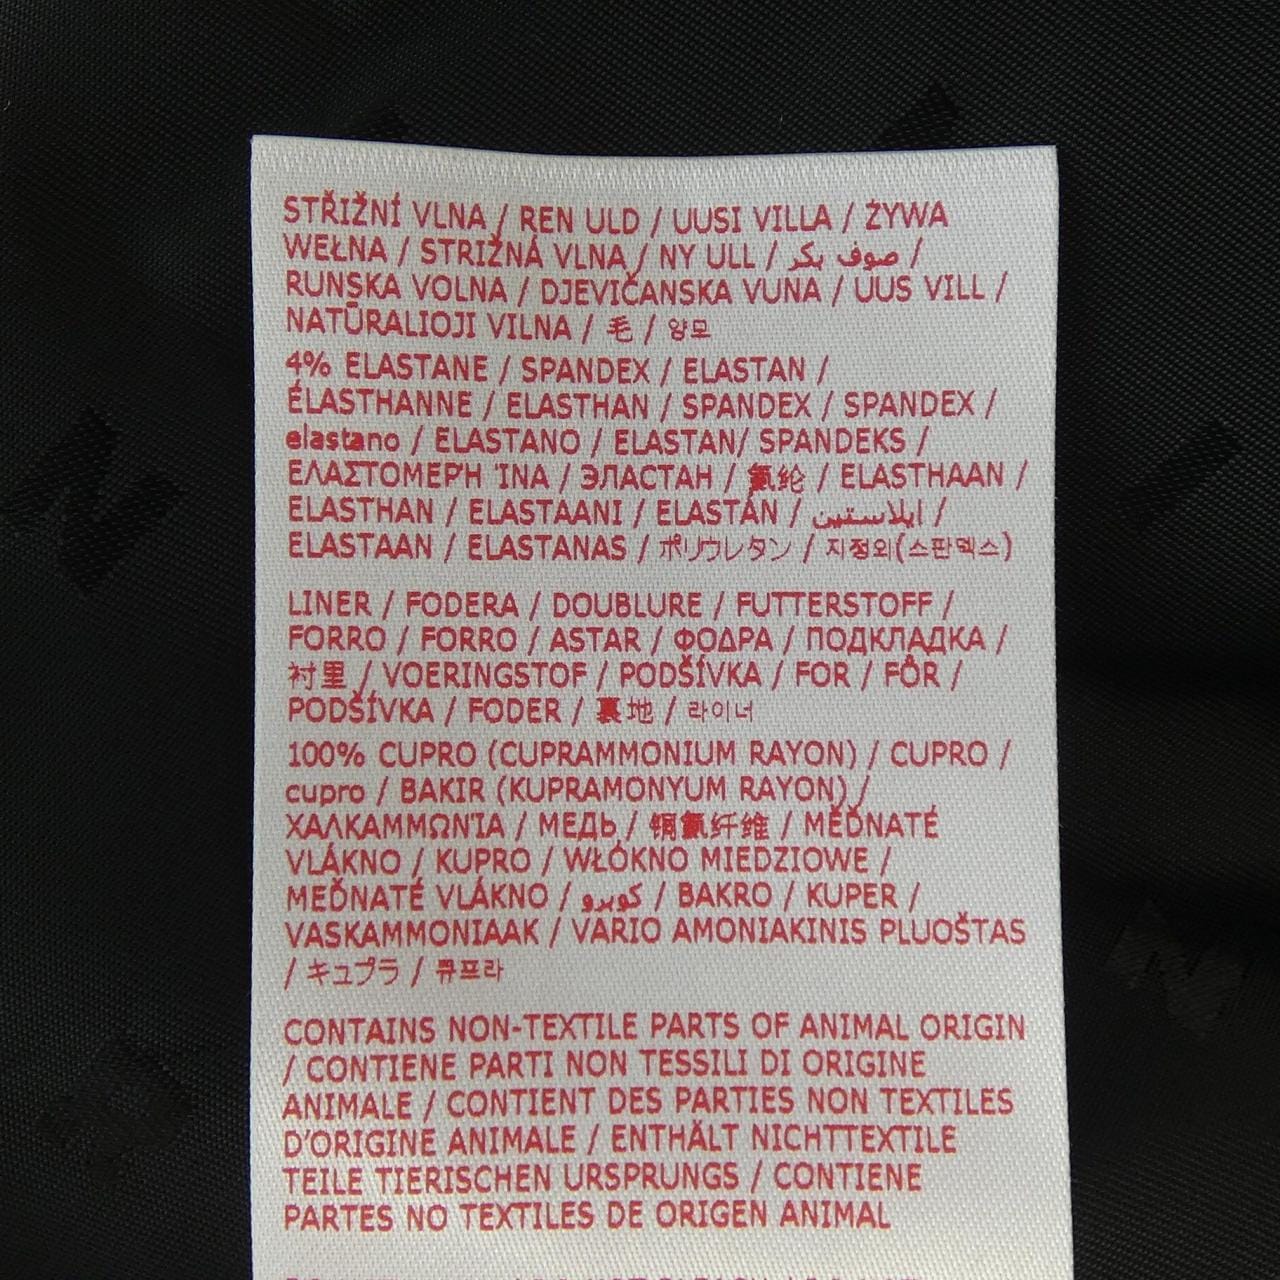 STŘIŽNÍ VLNA / REN ULD / UUSI VILLA / ŻYWA
WEŁNA / STRIŽNÁ VLNA / NY ULL / صوف بكر /
RUNSKA VOLNA / DJEVIČANSKA VUNA / UUS VILL /
NATŪRALIOJI VILNA / 毛 / 양모
4% ELASTANE / SPANDEX / ELASTAN /
ÉLASTHANNE / ELASTHAN / SPANDEX / SPANDEX /
elastano / ELASTANO / ELASTAN/ SPANDEKS /
ΕΛΑΣΤΟΜΕΡΉ ΊΝΑ / ЭЛАСТАН / 氨纶 / ELASTHAAN /
ELASTHAN / ELASTAANI / ELASTÁN / ايلاستين /
ELASTAAN / ELASTANAS / ポリウレタン / 지정외(스판덱스)
LINER / FODERA / DOUBLURE / FUTTERSTOFF /
FORRO / FORRO / ASTAR / ΦΟΔΡΑ / ПОДКЛАДКА /
衬里 / VOERINGSTOF / PODŠÍVKA / FOR / FÔR /
PODŠÍVKA / FODER / 裏地 / 라이너
100% CUPRO (CUPRAMMONIUM RAYON) / CUPRO /
cupro / BAKIR (KUPRAMONYUM RAYON) /
ΧΑΛΚΑΜΜΩΝΊΑ / МЕДЬ / 铜氨纤维 / MĚĎNATÉ
VLÁKNO / KUPRO / WŁÓKNO MIEDZIOWE /
MEĎNATÉ VLÁKNO / كوبرو / BAKRO / KUPER /
VASKAMMONIAAK / VARIO AMONIAKINIS PLUOŠTAS
/ キュプラ / 큐프라
CONTAINS NON-TEXTILE PARTS OF ANIMAL ORIGIN
/ CONTIENE PARTI NON TESSILI DI ORIGINE
ANIMALE / CONTIENT DES PARTIES NON TEXTILES
D'ORIGINE ANIMALE / ENTHÄLT NICHTTEXTILE
TEILE TIERISCHEN URSPRUNGS / CONTIENE
PARTES NO TEXTILES DE ORIGEN ANIMAL